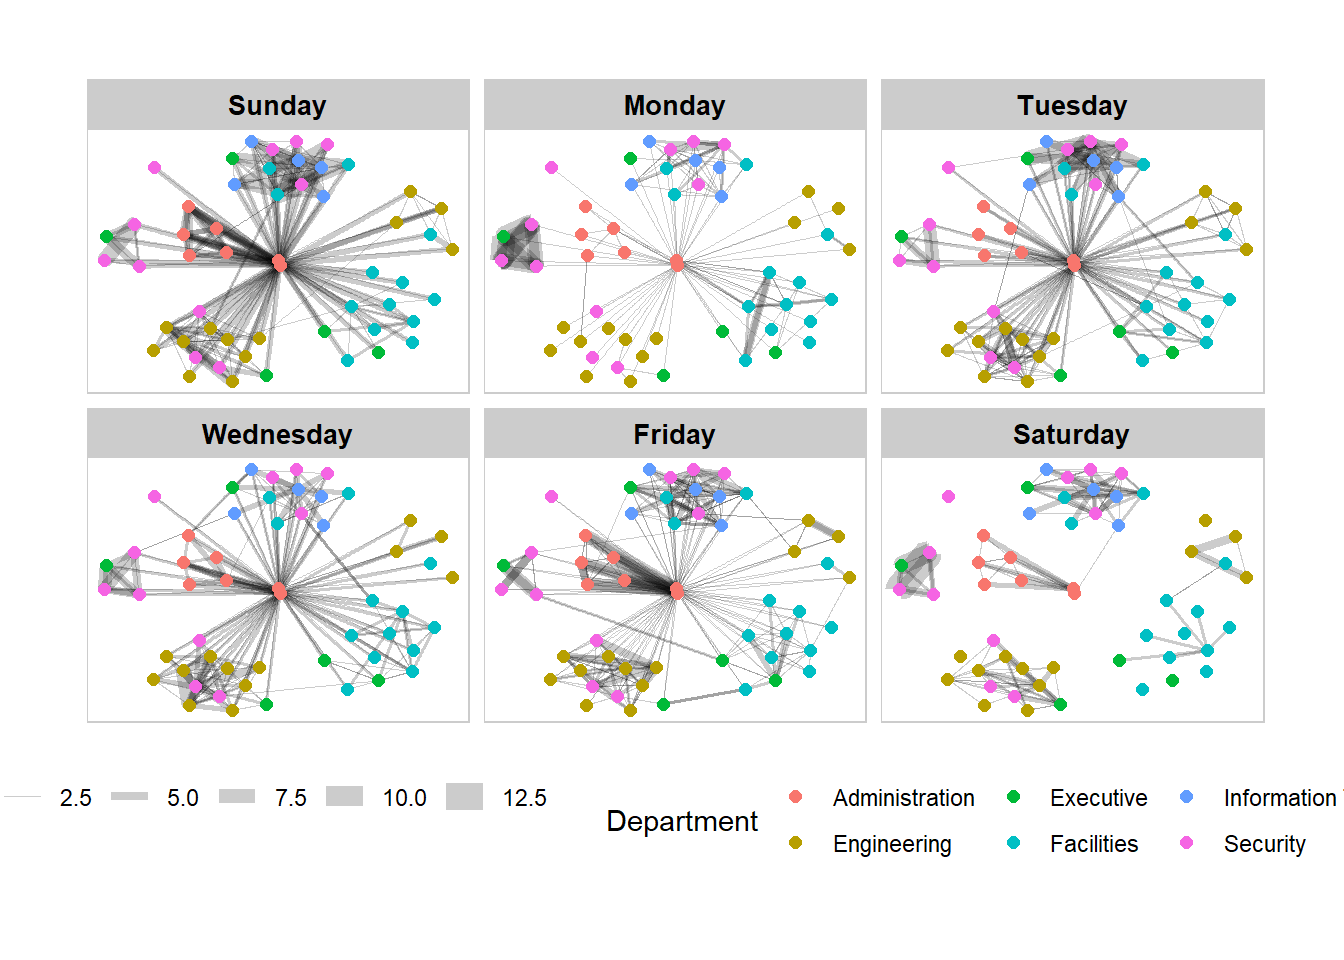 Sunday Monday Tuesday
Wednesday Friday Saturday
2.5 5.0 7.5 10.0 12.5
Department
Administration Executive Information
Engineering Facilities Security